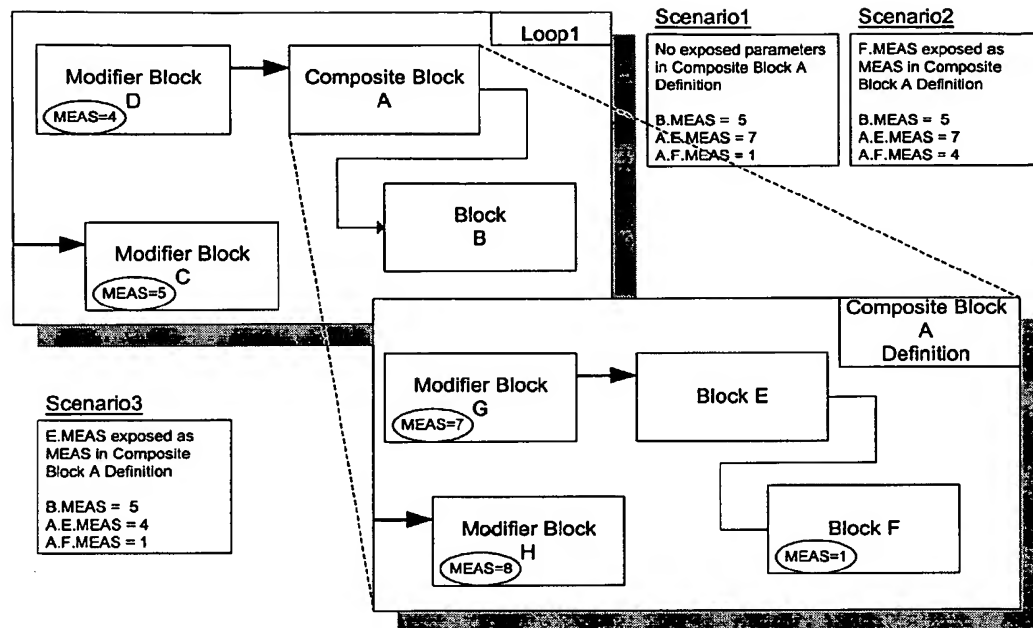 Loop1
Modifier Block
D
MEAS=4
Composite Block
A
Block
B
Modifier Block
C
MEAS=5
Scenario1
No exposed parameters
in Composite Block A
Definition
B.MEAS = 5
A.E.MEAS = 7
A.F.MEAS = 1
Scenario2
F.MEAS exposed as
MEAS in Composite
Block A Definition
B.MEAS = 5
A.E.MEAS = 7
A.F.MEAS = 4
Composite Block
A
Definition
Modifier Block
G
MEAS=7
Block E
Modifier Block
H
MEAS=8
Block F
MEAS=1
Scenario3
E.MEAS exposed as
MEAS in Composite
Block A Definition
B.MEAS = 5
A.E.MEAS = 4
A.F.MEAS = 1